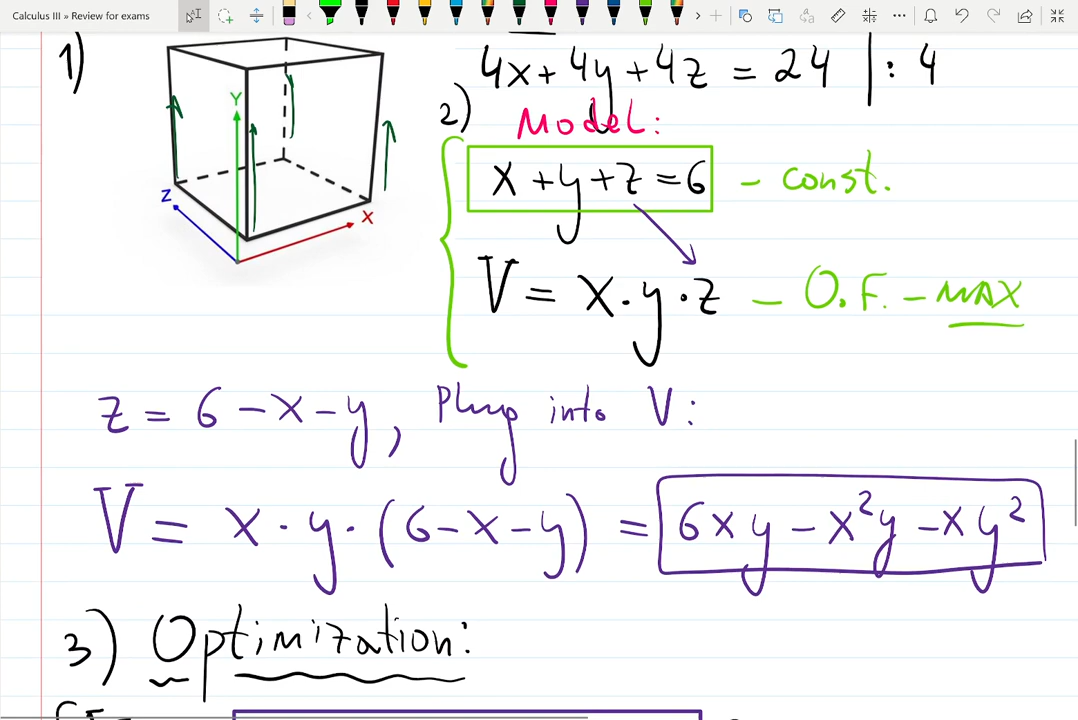 Calculus III » Review for exams
1)
4x+4y+4z = 24 | : 4
Y
Z
X
2) Model:
x+y+z=6 - const.
V = x·y·z - O.F. - MAX
z = 6-x-y, Plug into V:
V = x·y·(6-x-y) = 6xy - x²y - xy²
3) Optimization: